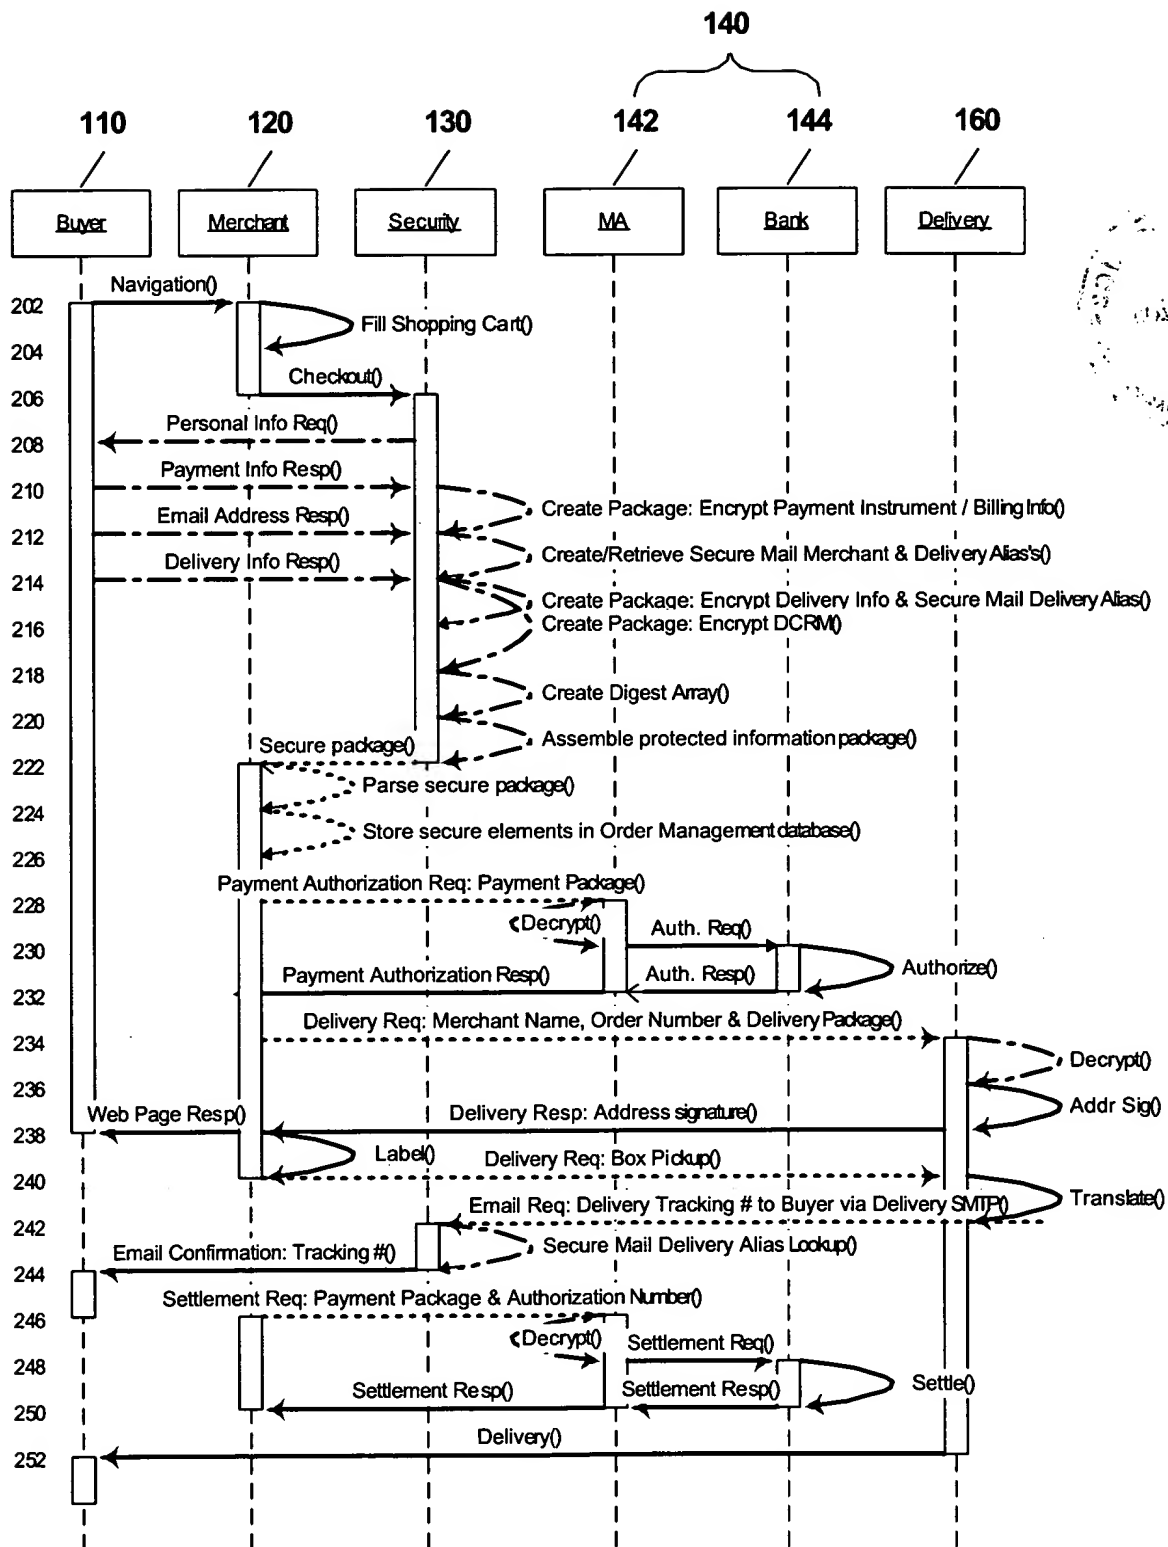 140
110 120 130 142 144 160
Buyer Merchant Security MA Bank Delivery
202 Navigation()
Fill Shopping Cart()
204
Checkout()
206
Personal Info Req()
208
Payment Info Resp()
210
Create Package: Encrypt Payment Instrument / Billing Info()
Email Address Resp()
212
Create/Retrieve Secure Mail Merchant & Delivery Alias's()
Delivery Info Resp()
214
Create Package: Encrypt Delivery Info & Secure Mail Delivery Alias()
216 Create Package: Encrypt DCRM()
218
Create Digest Array()
220
Assemble protected information package()
Secure package()
222
Parse secure package()
224
Store secure elements in Order Management database()
226
Payment Authorization Req: Payment Package()
228
Decrypt() Auth. Req()
230
Authorize()
Payment Authorization Resp() Auth. Resp()
232
Delivery Req: Merchant Name, Order Number & Delivery Package()
234
Decrypt()
236
Addr Sig()
Web Page Resp() Delivery Resp: Address signature()
238
Label() Delivery Req: Box Pickup()
240
Translate()
Email Req: Delivery Tracking # to Buyer via Delivery SMTP()
242
Secure Mail Delivery Alias Lookup()
Email Confirmation: Tracking #()
244
Settlement Req: Payment Package & Authorization Number()
246
Decrypt() Settlement Req()
248
Settle()
Settlement Resp() Settlement Resp()
250
Delivery()
252